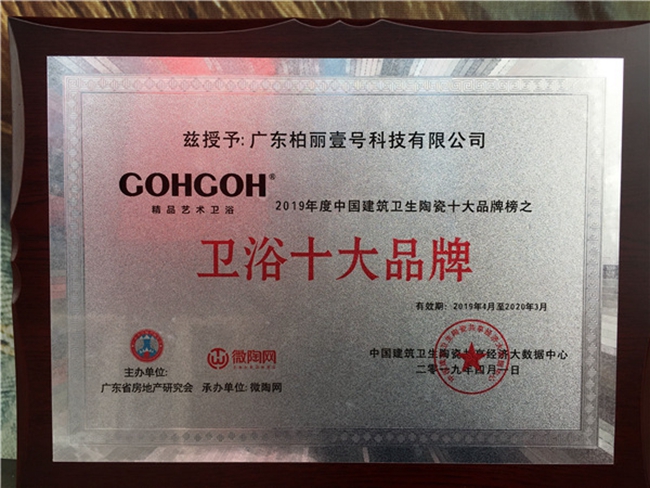 兹授予: 广东柏丽壹号科技有限公司
GOHGOH®
精品艺术卫浴
2019年度中国建筑卫生陶瓷十大品牌榜之
卫浴十大品牌
有效期: 2019年4月至2020年3月
微陶网
主办单位:
广东省房地产研究会
承办单位: 微陶网
中国建筑卫生陶瓷共享经济大数据中心
二零一九年四月一日